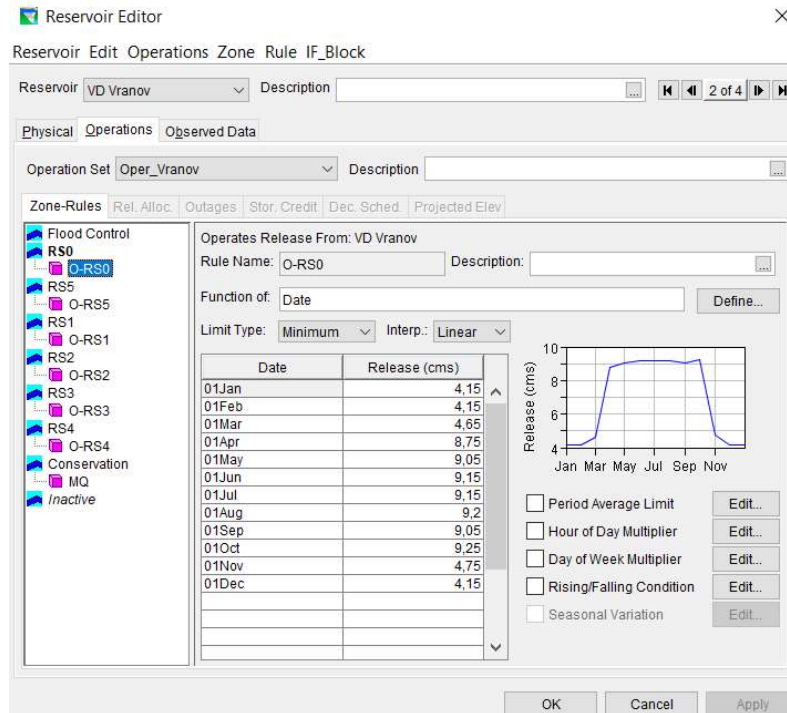 Reservoir Editor
Reservoir Edit Operations Zone Rule IF_Block
Reservoir VD Vranov Description ... 2 of 4
Physical Operations Observed Data
Operation Set Oper_Vranov Description ...
Zone-Rules Rel. Alloc. Outages Stor. Credit Dec. Sched. Projected Elev
Flood Control
RS0
O-RS0
RS5
O-RS5
RS1
O-RS1
RS2
O-RS2
RS3
O-RS3
RS4
O-RS4
Conservation
MQ
Inactive
Operates Release From: VD Vranov
Rule Name: O-RS0 Description: ...
Function of: Date Define...
Limit Type: Minimum Interp.: Linear
Date Release (cms)
01Jan 4,15
01Feb 4,15
01Mar 4,65
01Apr 8,75
01May 9,05
01Jun 9,15
01Jul 9,15
01Aug 9,2
01Sep 9,05
01Oct 9,25
01Nov 4,75
01Dec 4,15
Release (cms)
10
8
6
4
Jan Mar May Jul Sep Nov
Period Average Limit Edit...
Hour of Day Multiplier Edit...
Day of Week Multiplier Edit...
Rising/Falling Condition Edit...
Seasonal Variation Edit...
OK Cancel Apply